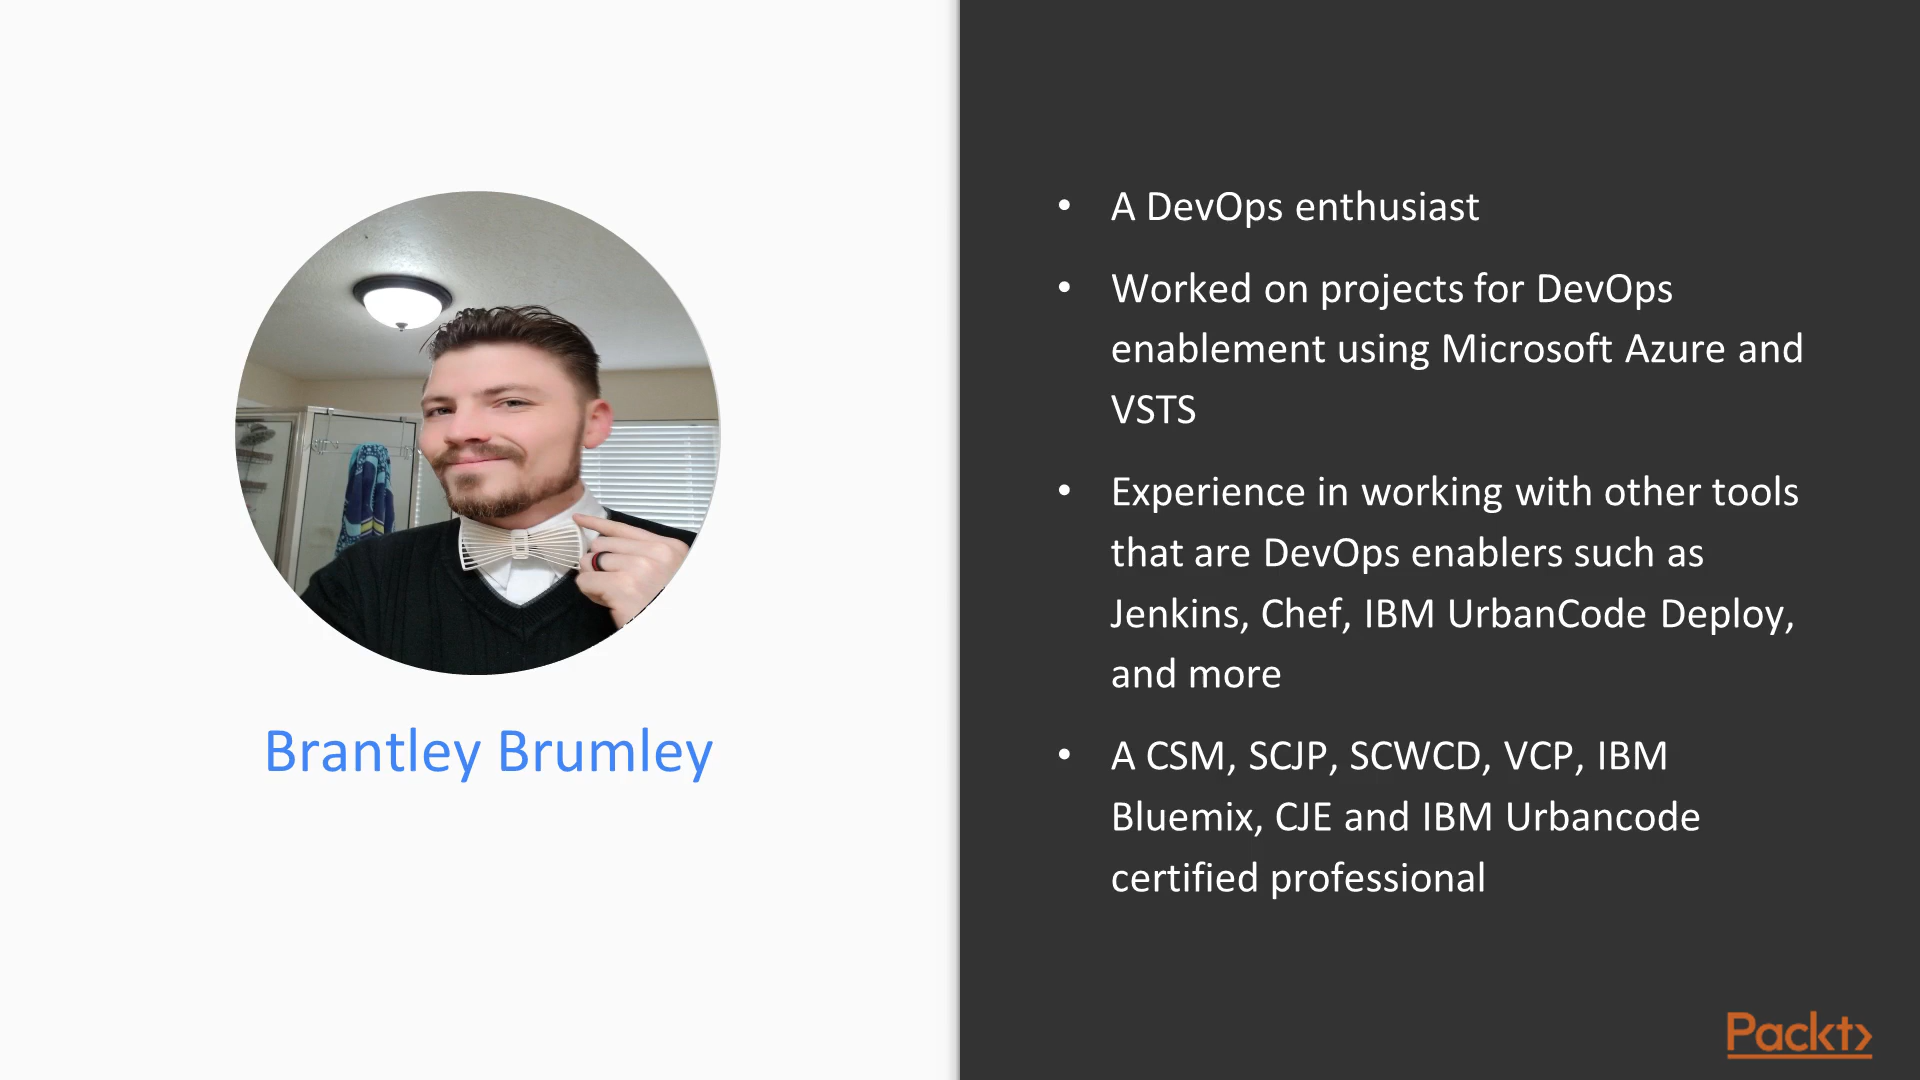 Brantley Brumley
• A DevOps enthusiast
• Worked on projects for DevOps
enablement using Microsoft Azure and
VSTS
• Experience in working with other tools
that are DevOps enablers such as
Jenkins, Chef, IBM UrbanCode Deploy,
and more
• A CSM, SCJP, SCWCD, VCP, IBM
Bluemix, CJE and IBM Urbancode
certified professional
Packt>